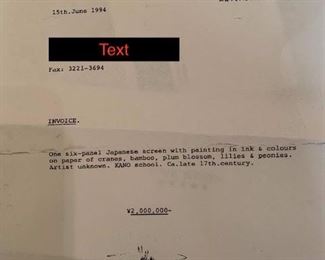 15th.June 1994
Text
Fax: 3221-3694
INVOICE.
One six-panel Japanese screen with painting in ink & colours
on paper of cranes, bamboo, plum blossom, lilies & peonies.
Artist unknown. KANO school. Ca.late 17th.century.
¥2,000,000-